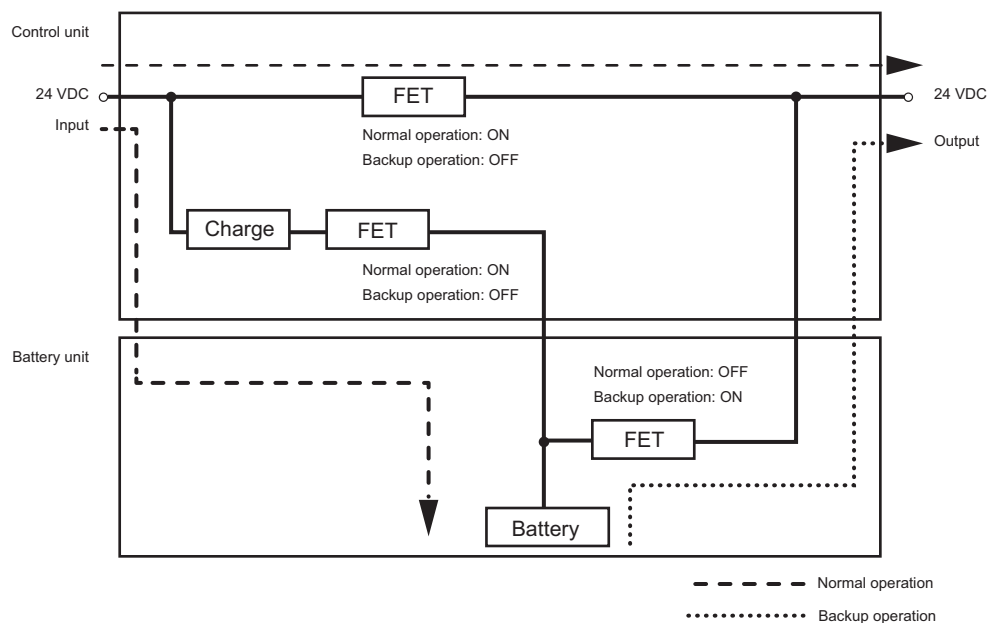 Control unit
24 VDC
FET
24 VDC
Input
Normal operation: ON
Backup operation: OFF
Output
Charge
FET
Normal operation: ON
Backup operation: OFF
Battery unit
Normal operation: OFF
Backup operation: ON
FET
Battery
Normal operation
Backup operation